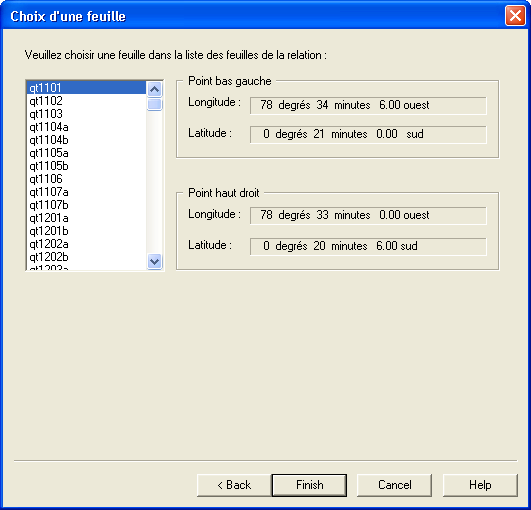 Choix d'une feuille
Veuillez choisir une feuille dans la liste des feuilles de la relation :
qt1101
qt1102
qt1103
qt1104a
qt1104b
qt1105a
qt1105b
qt1106
qt1107a
qt1107b
qt1201a
qt1201b
qt1202a
qt1202b
qt1203a
Point bas gauche
Longitude : 78 degrés 34 minutes 6.00 ouest
Latitude : 0 degrés 21 minutes 0.00 sud
Point haut droit
Longitude : 78 degrés 33 minutes 0.00 ouest
Latitude : 0 degrés 20 minutes 6.00 sud
< Back Finish Cancel Help